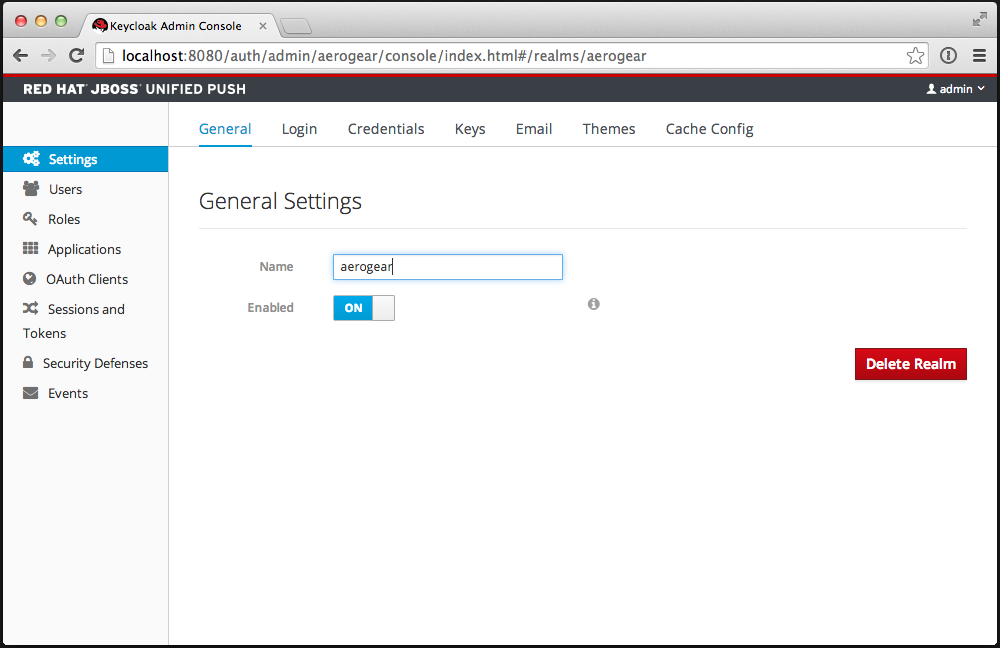 Keycloak Admin Console
localhost:8080/auth/admin/aerogear/console/index.html#/realms/aerogear
RED HAT JBOSS UNIFIED PUSH
admin
General Login Credentials Keys Email Themes Cache Config
Settings
Users
Roles
Applications
OAuth Clients
Sessions and
Tokens
Security Defenses
Events
General Settings
Name aerogear
Enabled ON
Delete Realm